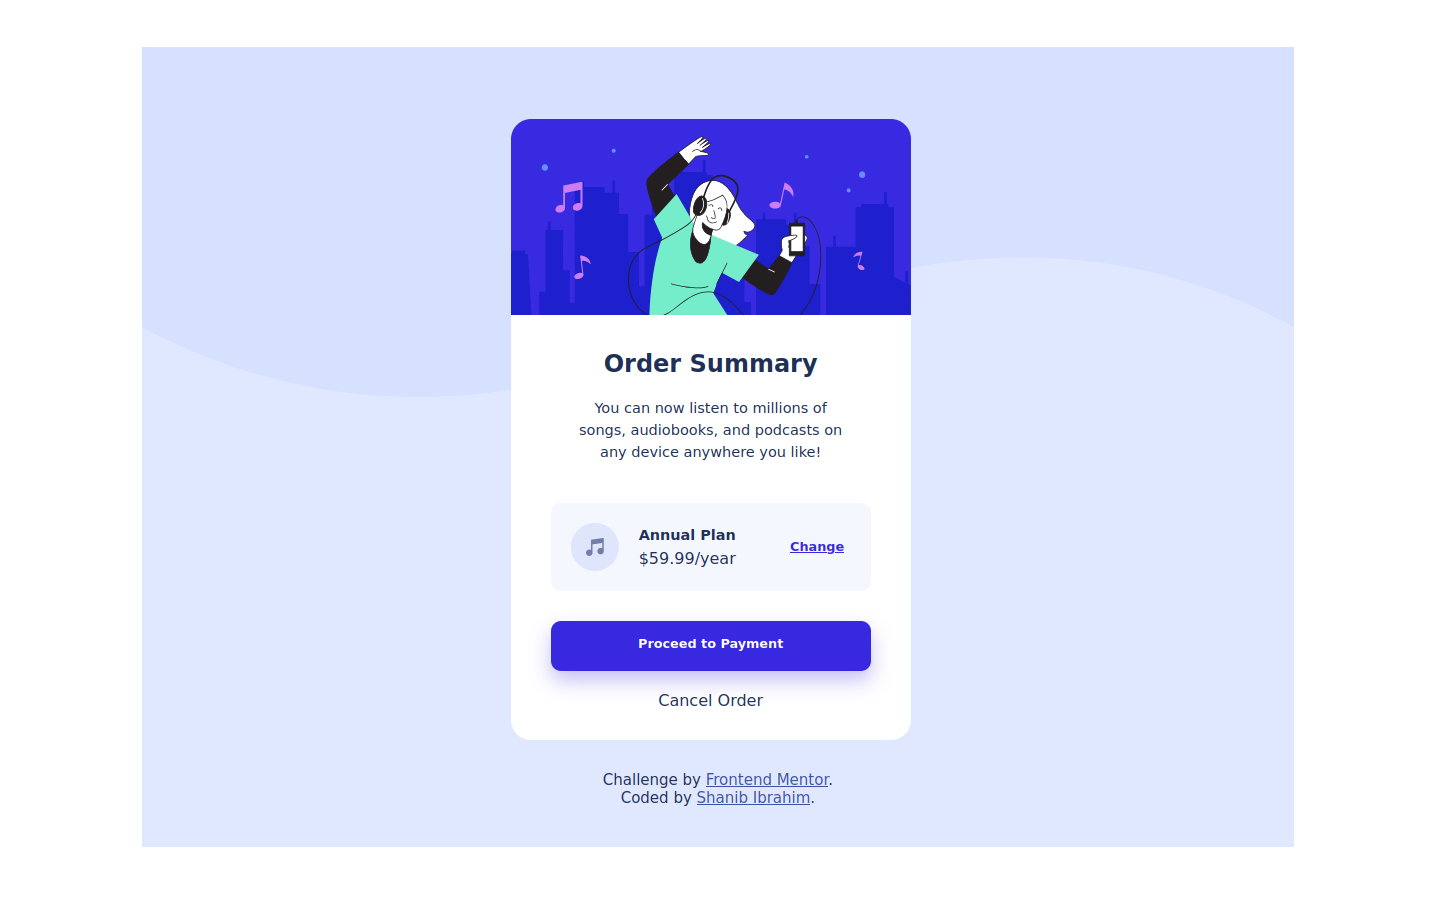 Order Summary
You can now listen to millions of
songs, audiobooks, and podcasts on
any device anywhere you like!
Annual Plan
$59.99/year
Change
Proceed to Payment
Cancel Order
Challenge by Frontend Mentor.
Coded by Shanib Ibrahim.